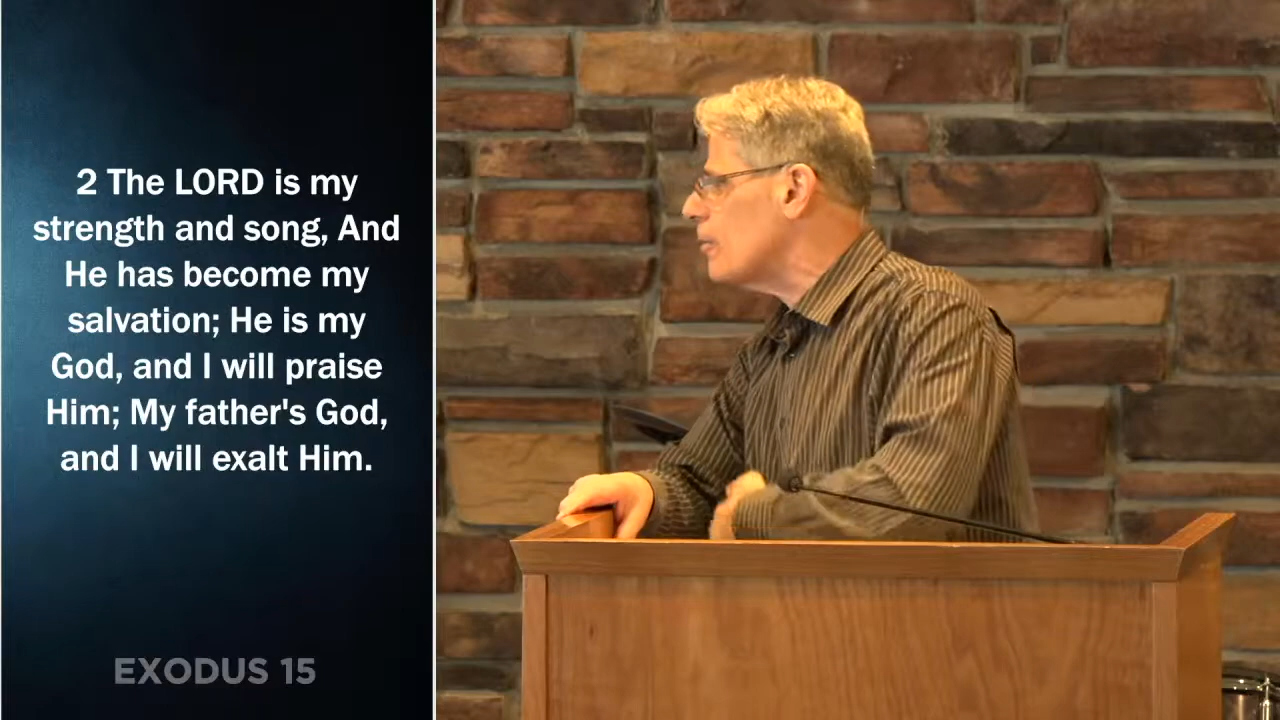 2 The LORD is my
strength and song, And
He has become my
salvation; He is my
God, and I will praise
Him; My father's God,
and I will exalt Him.
EXODUS 15